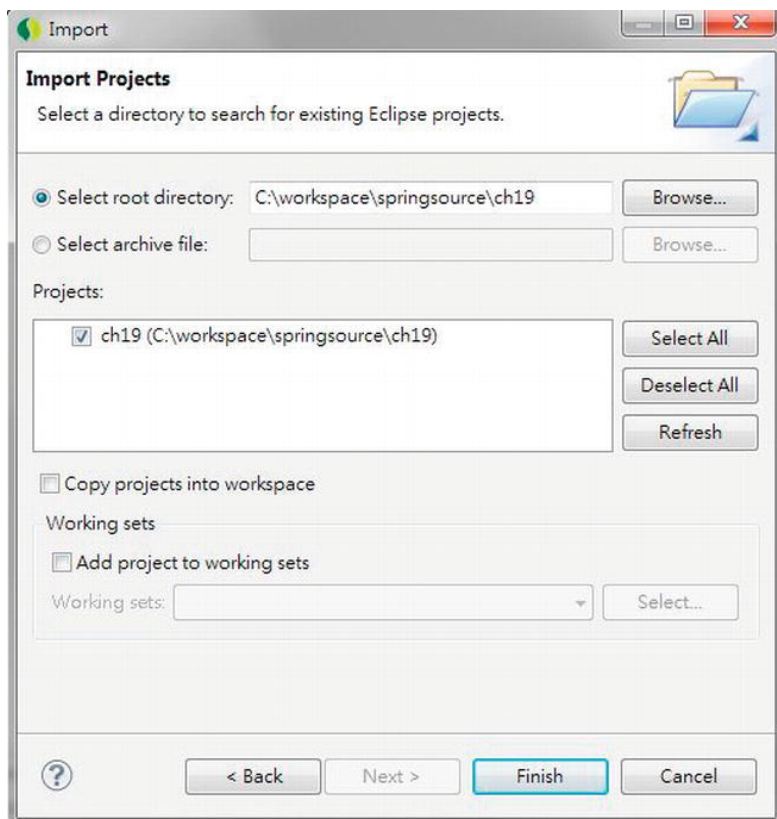 Import
Import Projects
Select a directory to search for existing Eclipse projects.
Select root directory: C:\workspace\springsource\ch19 Browse...
Select archive file: Browse...
Projects:
ch19 (C:\workspace\springsource\ch19)
Select All
Deselect All
Refresh
Copy projects into workspace
Working sets
Add project to working sets
Working sets: Select...
? < Back Next > Finish Cancel